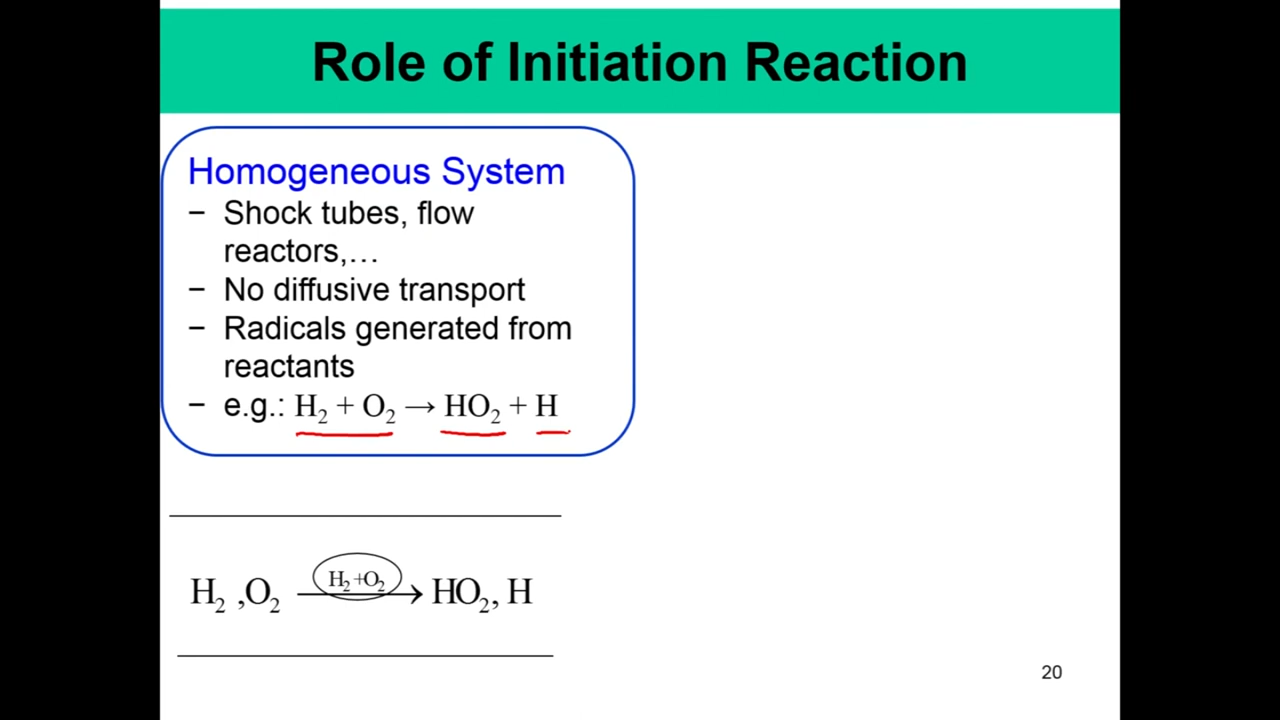 Role of Initiation Reaction
Homogeneous System
− Shock tubes, flow
reactors,…
− No diffusive transport
− Radicals generated from
reactants
− e.g.: H₂ + O₂ → HO₂ + H
H₂+O₂
H₂ ,O₂ → HO₂, H
20